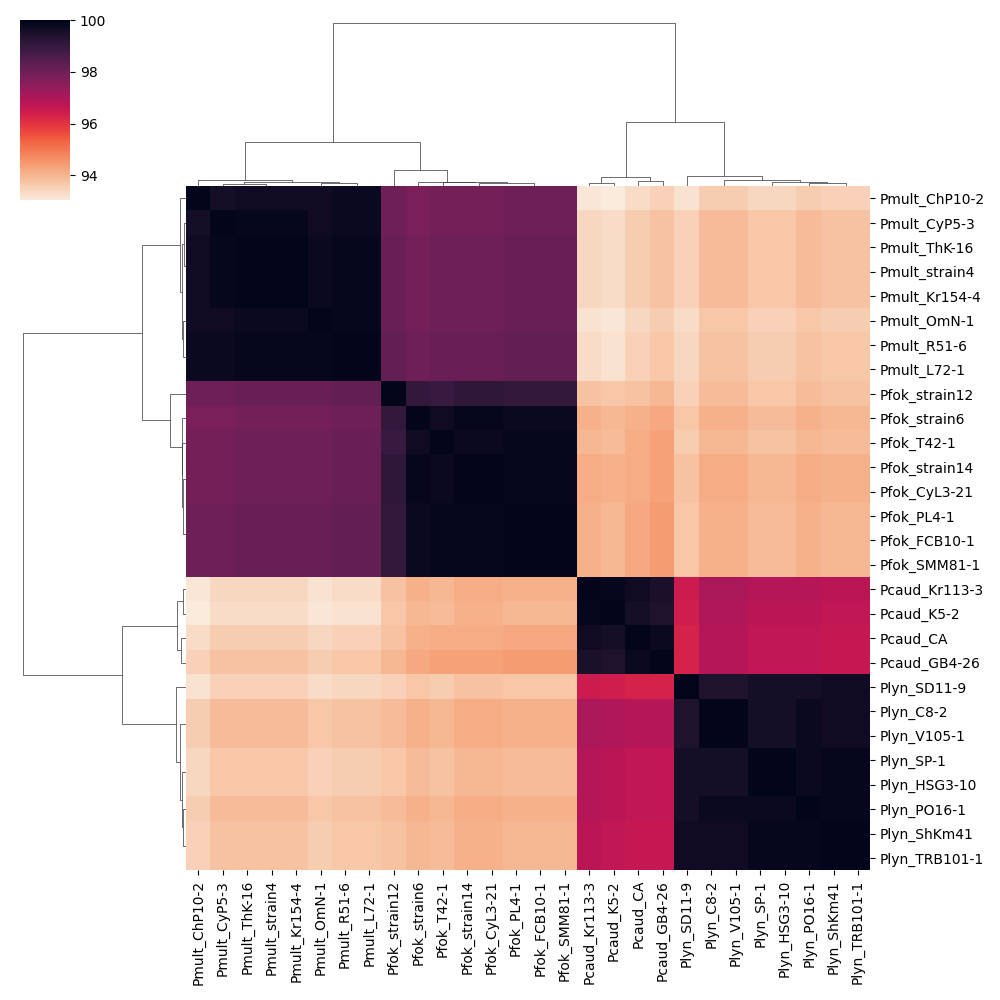 100
98
96
94
Pmult_ChP10-2
Pmult_CyP5-3
Pmult_ThK-16
Pmult_strain4
Pmult_Kr154-4
Pmult_OmN-1
Pmult_R51-6
Pmult_L72-1
Pfok_strain12
Pfok_strain6
Pfok_T42-1
Pfok_strain14
Pfok_CyL3-21
Pfok_PL4-1
Pfok_FCB10-1
Pfok_SMM81-1
Pcaud_Kr113-3
Pcaud_K5-2
Pcaud_CA
Pcaud_GB4-26
Plyn_SD11-9
Plyn_C8-2
Plyn_V105-1
Plyn_SP-1
Plyn_HSG3-10
Plyn_PO16-1
Plyn_ShKm41
Plyn_TRB101-1
Pmult_ChP10-2
Pmult_CyP5-3
Pmult_ThK-16
Pmult_strain4
Pmult_Kr154-4
Pmult_OmN-1
Pmult_R51-6
Pmult_L72-1
Pfok_strain12
Pfok_strain6
Pfok_T42-1
Pfok_strain14
Pfok_CyL3-21
Pfok_PL4-1
Pfok_FCB10-1
Pfok_SMM81-1
Pcaud_Kr113-3
Pcaud_K5-2
Pcaud_CA
Pcaud_GB4-26
Plyn_SD11-9
Plyn_C8-2
Plyn_V105-1
Plyn_SP-1
Plyn_HSG3-10
Plyn_PO16-1
Plyn_ShKm41
Plyn_TRB101-1